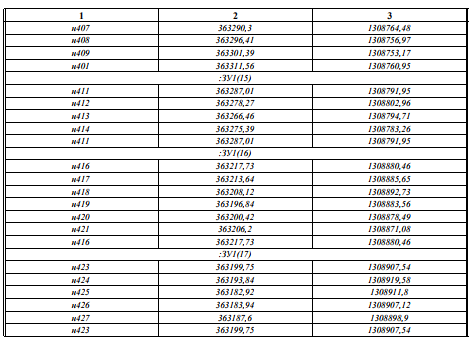 1 2 3
н407 363290,3 1308764,48
н408 363296,41 1308756,97
н409 363301,39 1308753,17
н401 363311,56 1308760,95
:ЗУ1(15)
н411 363287,01 1308791,95
н412 363278,27 1308802,96
н413 363266,46 1308794,71
н414 363275,39 1308783,26
н411 363287,01 1308791,95
:ЗУ1(16)
н416 363217,73 1308880,46
н417 363213,64 1308885,65
н418 363208,12 1308892,73
н419 363196,84 1308883,56
н420 363200,42 1308878,49
н421 363206,2 1308871,08
н416 363217,73 1308880,46
:ЗУ1(17)
н423 363199,75 1308907,54
н424 363193,84 1308919,58
н425 363182,92 1308911,8
н426 363183,94 1308907,12
н427 363187,6 1308898,9
н423 363199,75 1308907,54